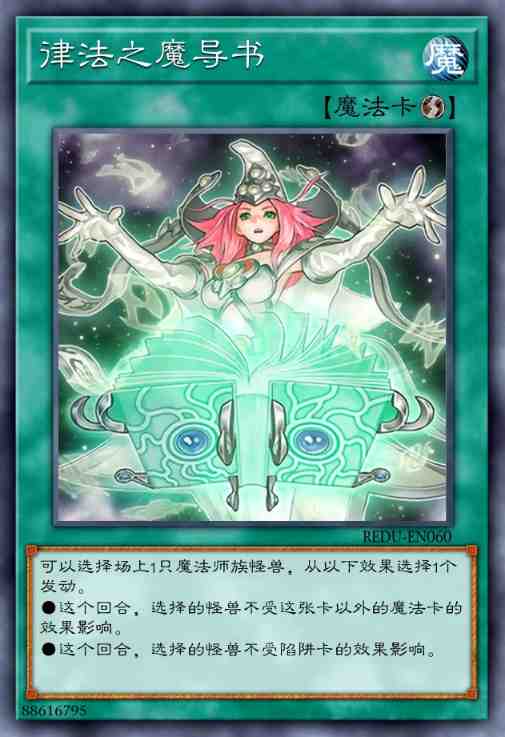 律法之魔导书
魔
【魔法卡】
REDU-EN060
可以选择场上1只魔法师族怪兽，从以下效果选择1个
发动。
●这个回合，选择的怪兽不受这张卡以外的魔法卡的
效果影响。
●这个回合，选择的怪兽不受陷阱卡的效果影响。
88616795